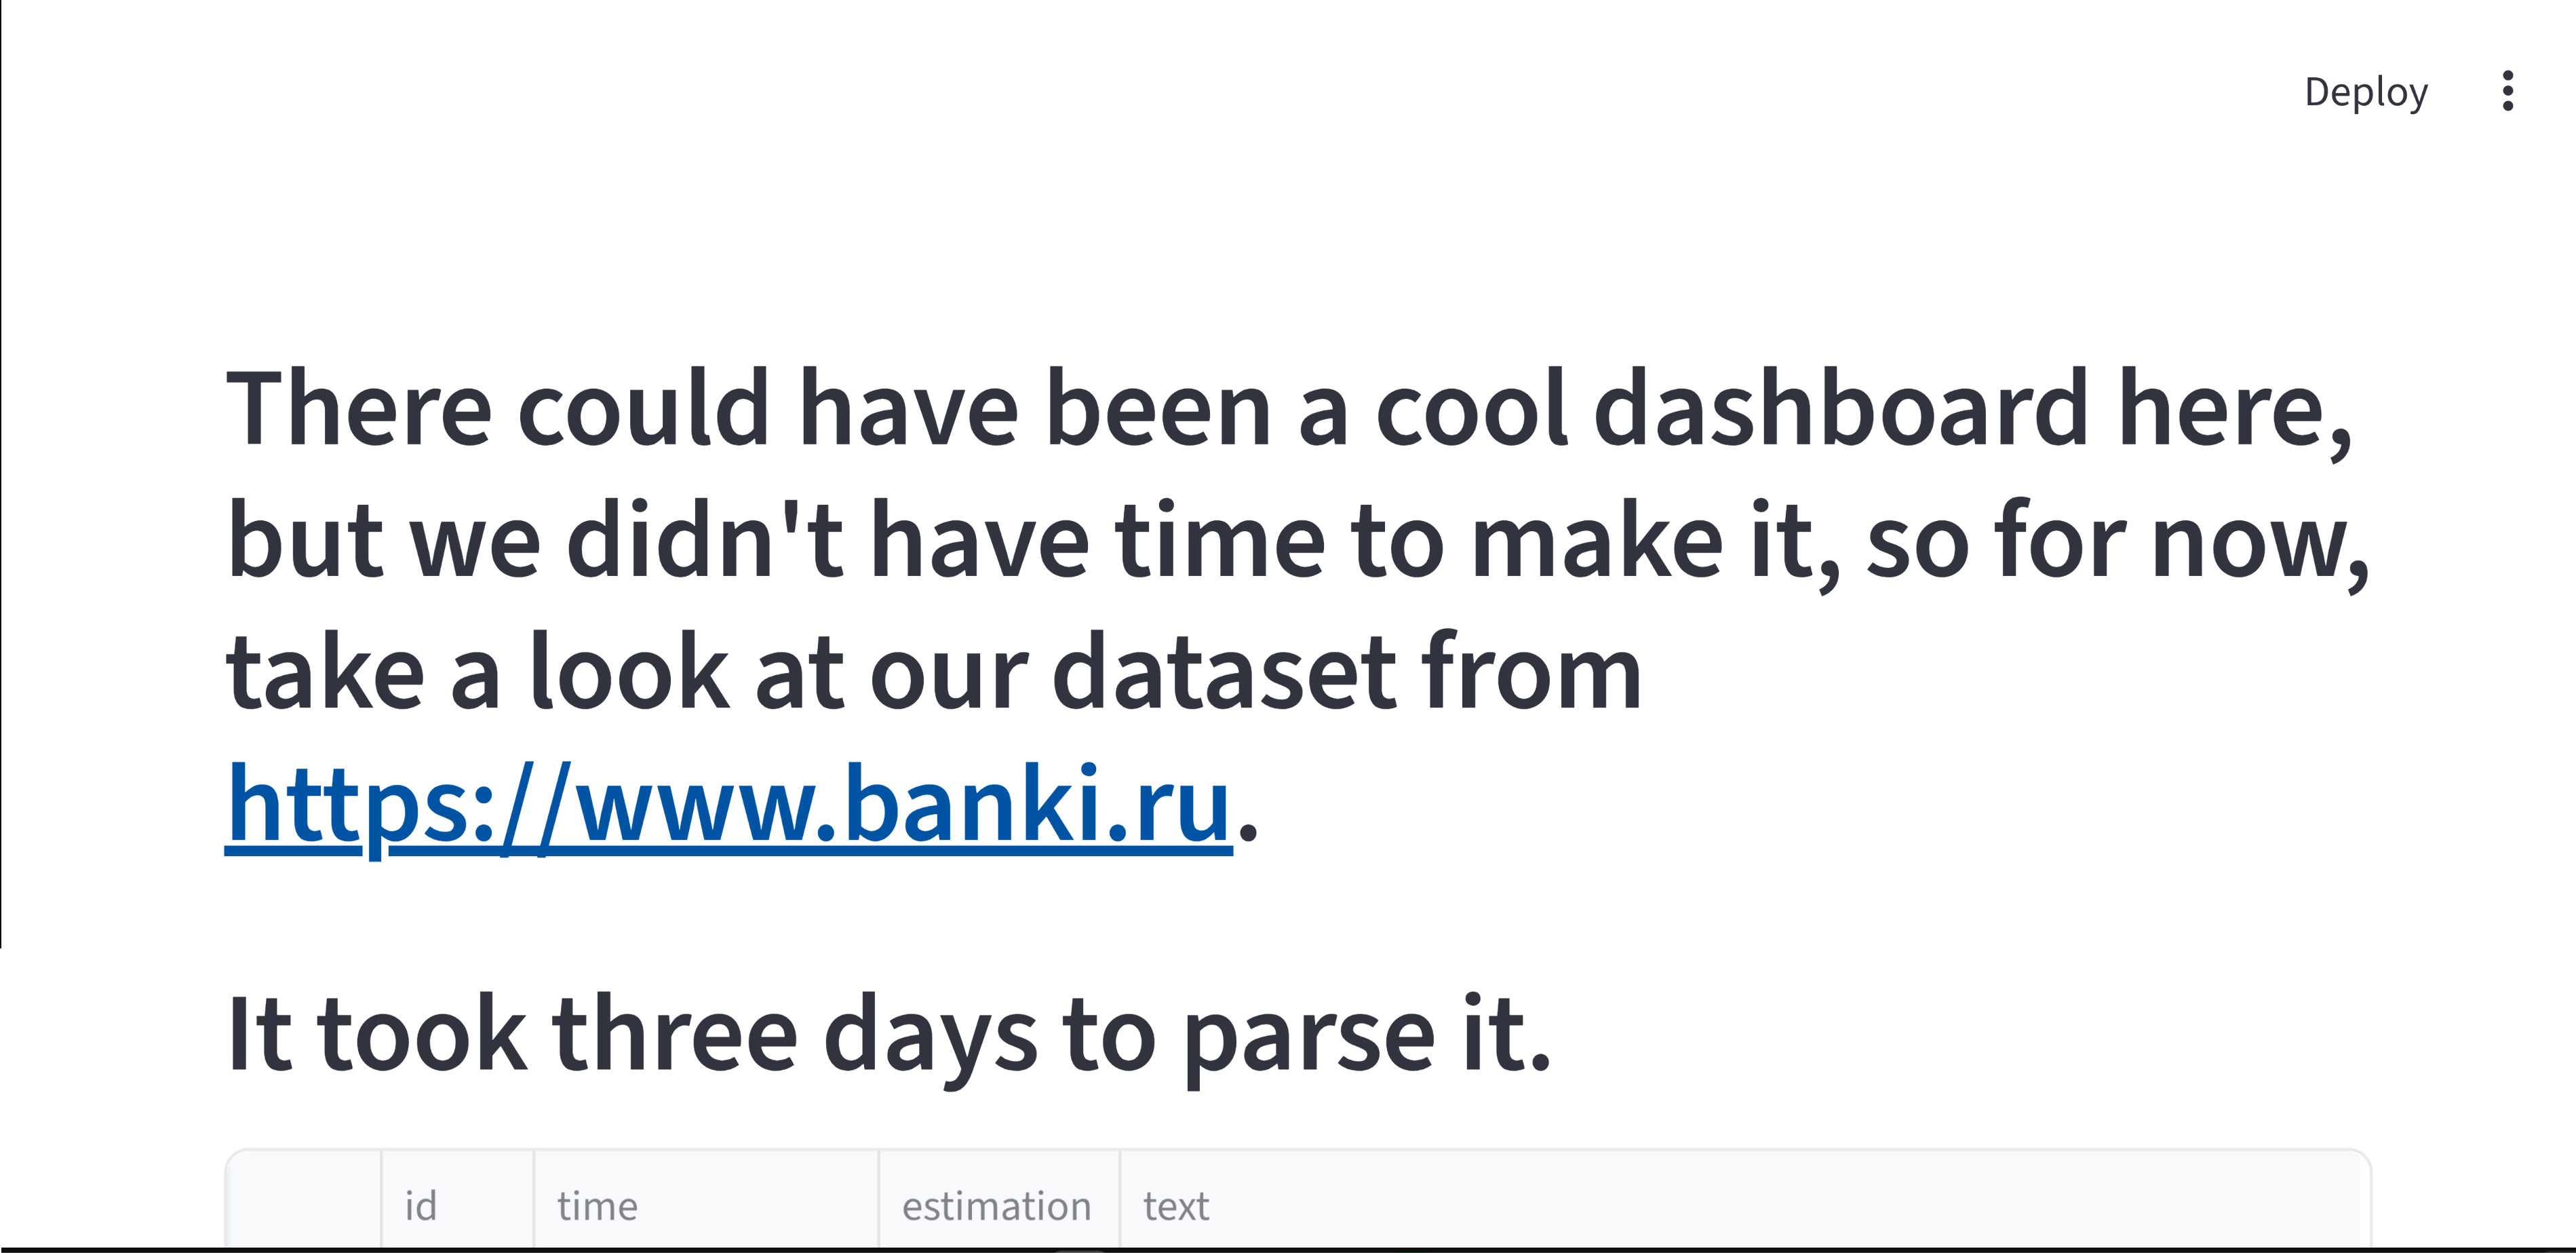 Deploy
There could have been a cool dashboard here,
but we didn't have time to make it, so for now,
take a look at our dataset from
https://www.banki.ru.
It took three days to parse it.
id time estimation text